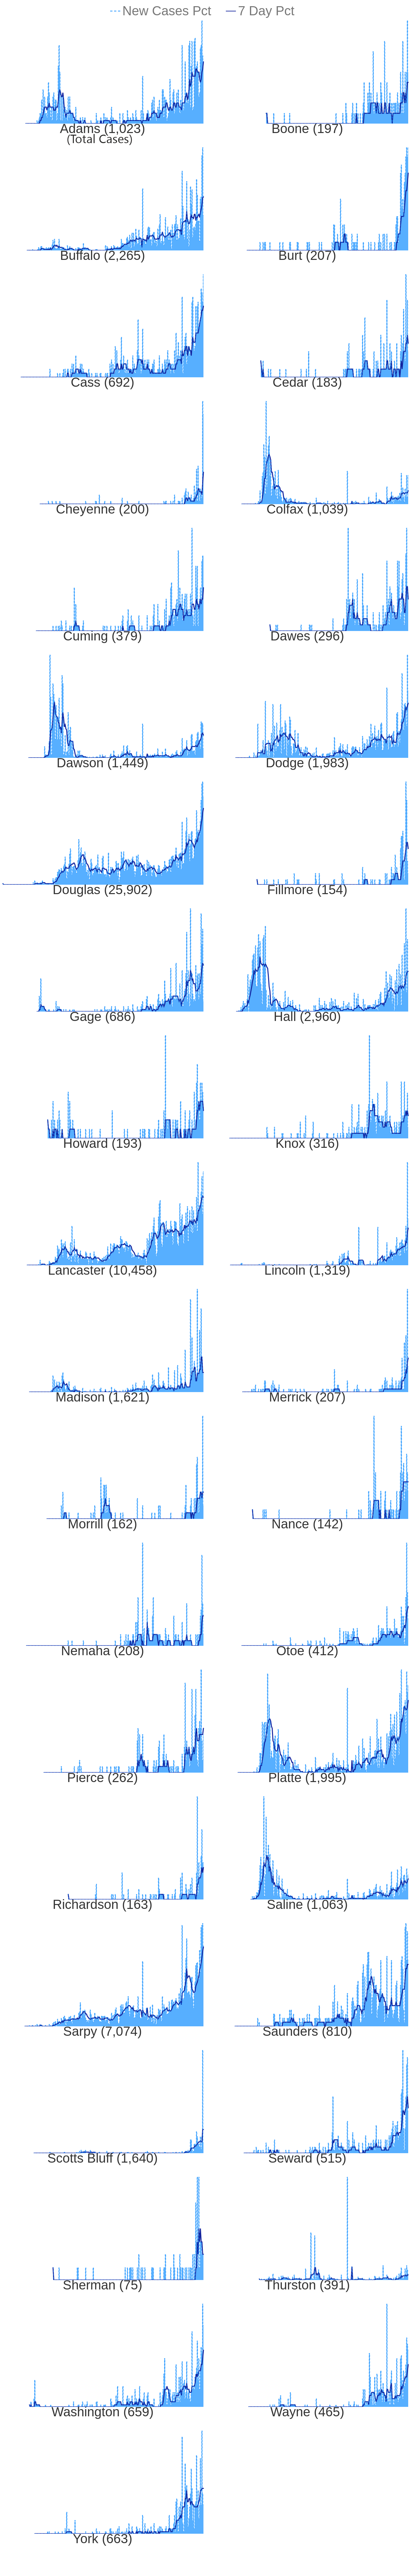 New Cases Pct 7 Day Pct
Adams (1,023) Boone (197)
(Total Cases)
Buffalo (2,265) Burt (207)
Cass (692) Cedar (183)
Cheyenne (200) Colfax (1,039)
Cuming (379) Dawes (296)
Dawson (1,449) Dodge (1,983)
Douglas (25,902) Fillmore (154)
Gage (686) Hall (2,960)
Howard (193) Knox (316)
Lancaster (10,458) Lincoln (1,319)
Madison (1,621) Merrick (207)
Morrill (162) Nance (142)
Nemaha (208) Otoe (412)
Pierce (262) Platte (1,995)
Richardson (163) Saline (1,063)
Sarpy (7,074) Saunders (810)
Scotts Bluff (1,640) Seward (515)
Sherman (75) Thurston (391)
Washington (659) Wayne (465)
York (663)